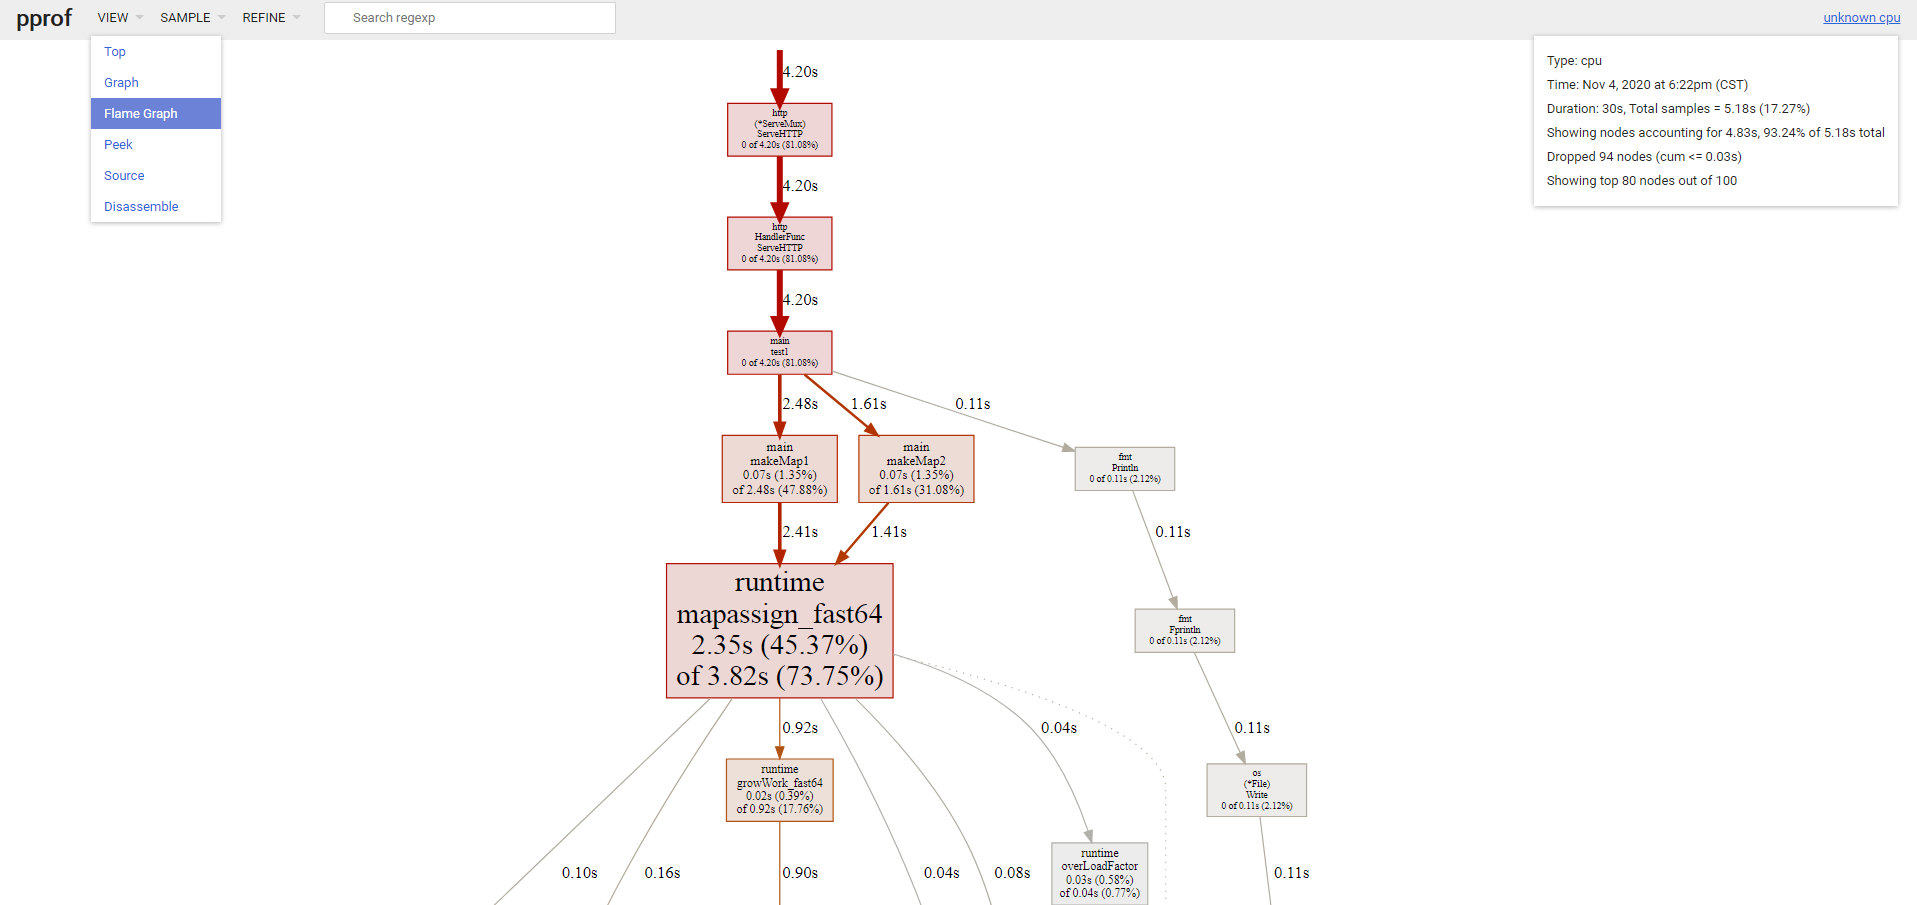 pprof VIEW SAMPLE REFINE Search regexp unknown cpu
Top
Graph
Flame Graph
Peek
Source
Disassemble
Type: cpu
Time: Nov 4, 2020 at 6:22pm (CST)
Duration: 30s, Total samples = 5.18s (17.27%)
Showing nodes accounting for 4.83s, 93.24% of 5.18s total
Dropped 94 nodes (cum <= 0.03s)
Showing top 80 nodes out of 100
4.20s
http
(*ServeMux)
ServeHTTP
0 of 4.20s (81.08%)
4.20s
http
HandlerFunc
ServeHTTP
0 of 4.20s (81.08%)
4.20s
main
test1
0 of 4.20s (81.08%)
2.48s 1.61s 0.11s
main
makeMap1
0.07s (1.35%)
of 2.48s (47.88%)
main
makeMap2
0.07s (1.35%)
of 1.61s (31.08%)
fmt
Println
0 of 0.11s (2.12%)
2.41s 1.41s 0.11s
runtime
mapassign_fast64
2.35s (45.37%)
of 3.82s (73.75%)
fmt
Fprintln
0 of 0.11s (2.12%)
0.92s 0.04s 0.11s
runtime
growWork_fast64
0.02s (0.39%)
of 0.92s (17.76%)
os
(*File)
Write
0 of 0.11s (2.12%)
runtime
overLoadFactor
0.03s (0.58%)
of 0.04s (0.77%)
0.10s 0.16s 0.90s 0.04s 0.08s 0.11s